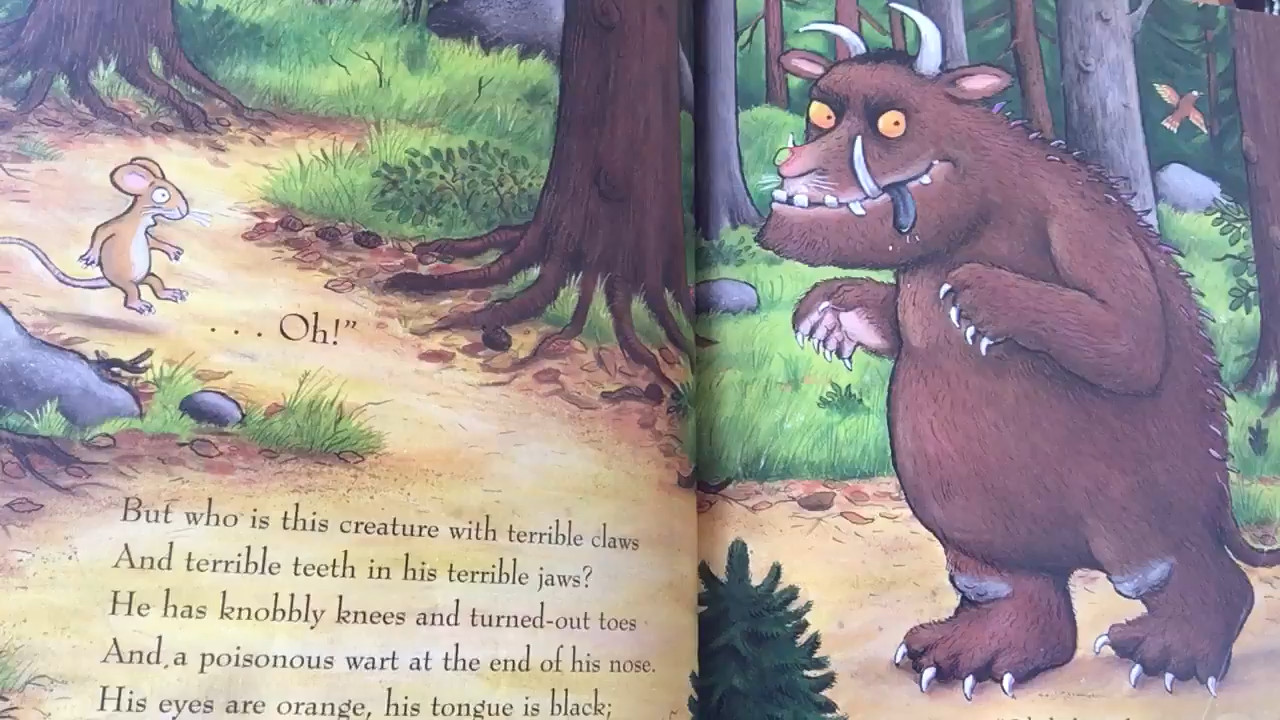 . . . Oh!”
But who is this creature with terrible claws
And terrible teeth in his terrible jaws?
He has knobbly knees and turned-out toes
And a poisonous wart at the end of his nose.
His eyes are orange, his tongue is black;